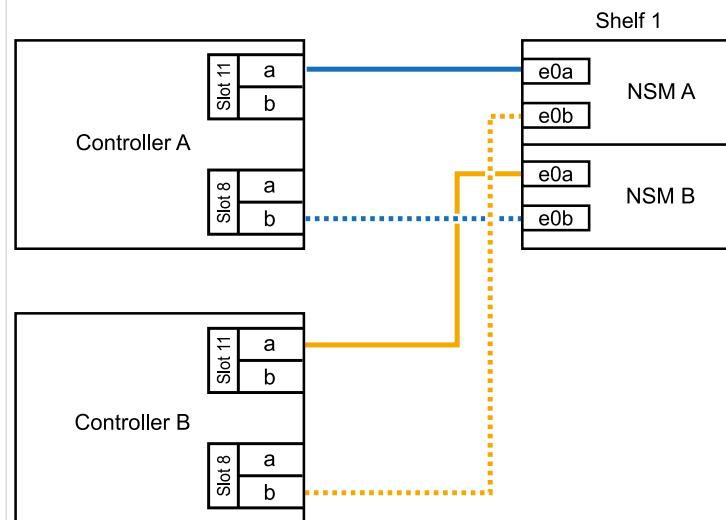 Shelf 1
Controller A
Slot 11
a
b
Slot 8
a
b
e0a
e0b
NSM A
e0a
e0b
NSM B
Controller B
Slot 11
a
b
Slot 8
a
b